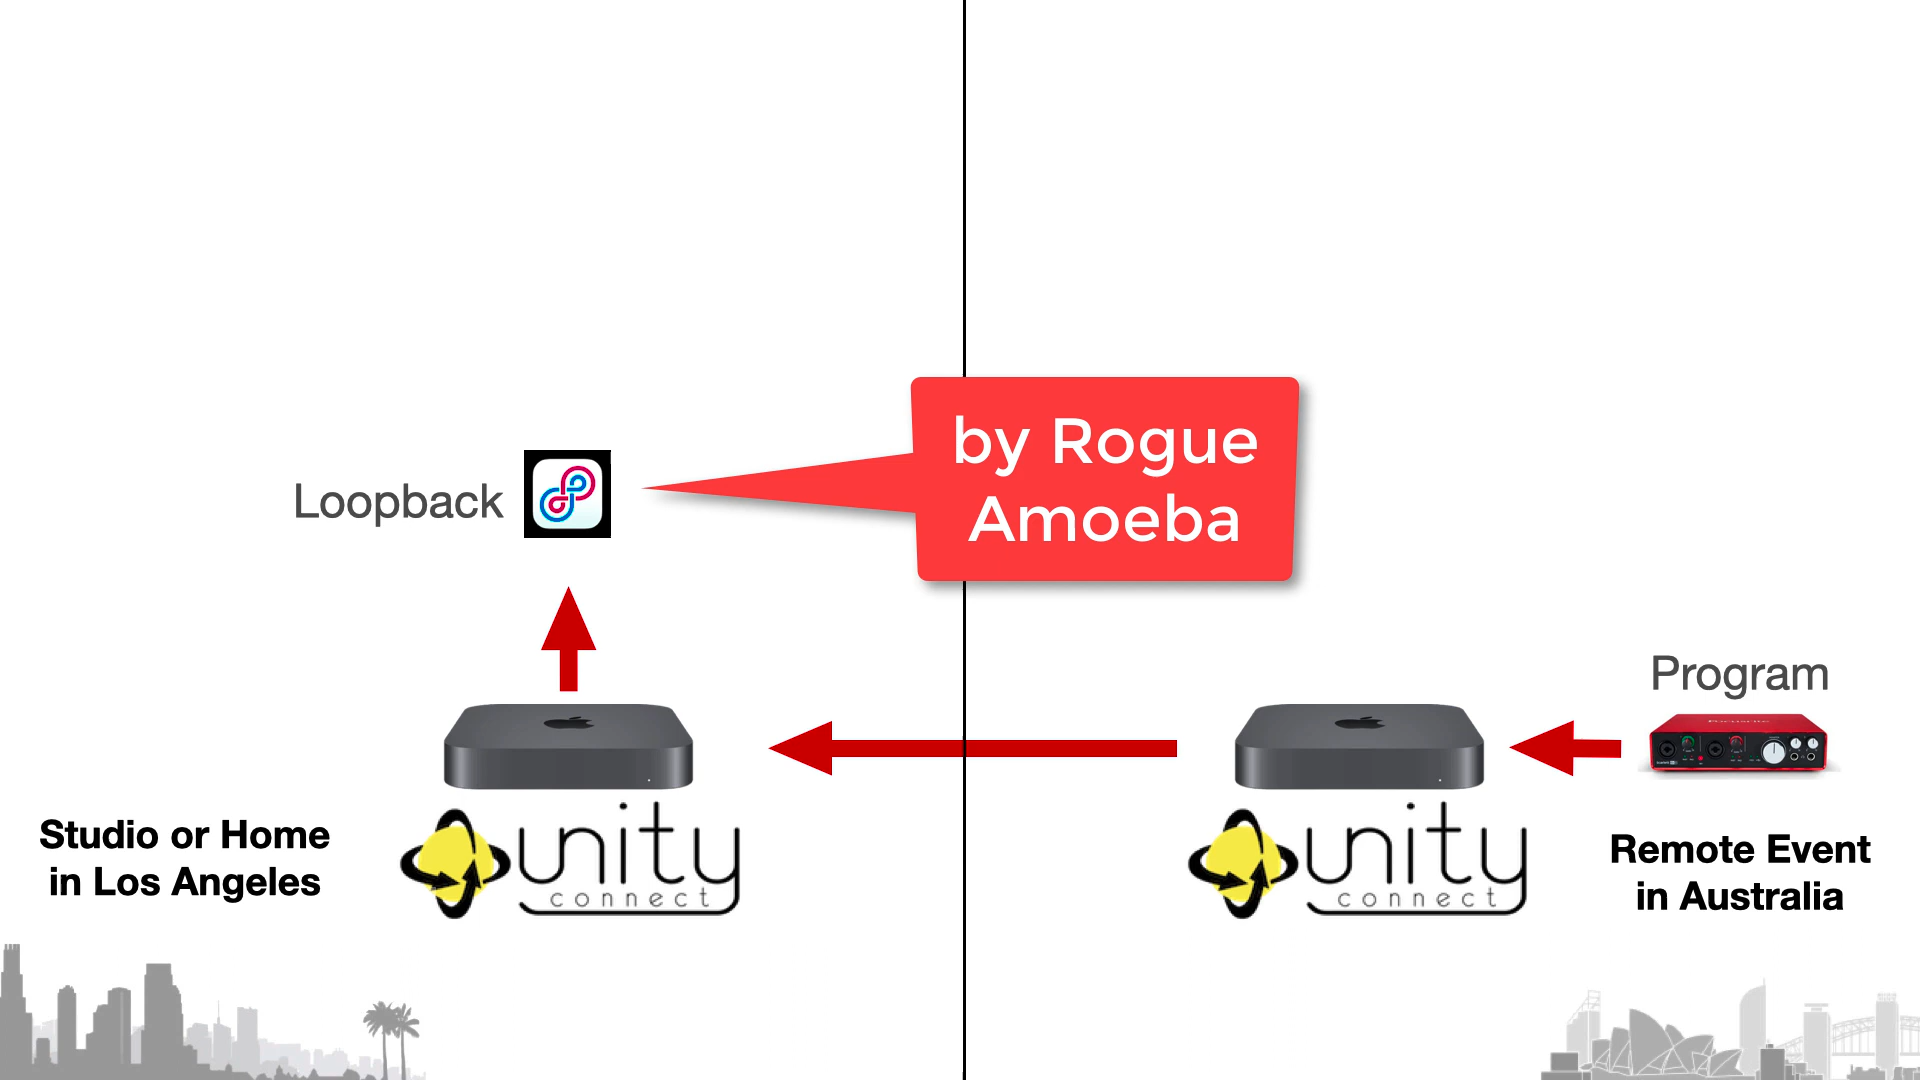 by Rogue
Amoeba
Loopback
Program
Focusrite
unity
connect
unity
connect
Studio or Home
in Los Angeles
Remote Event
in Australia